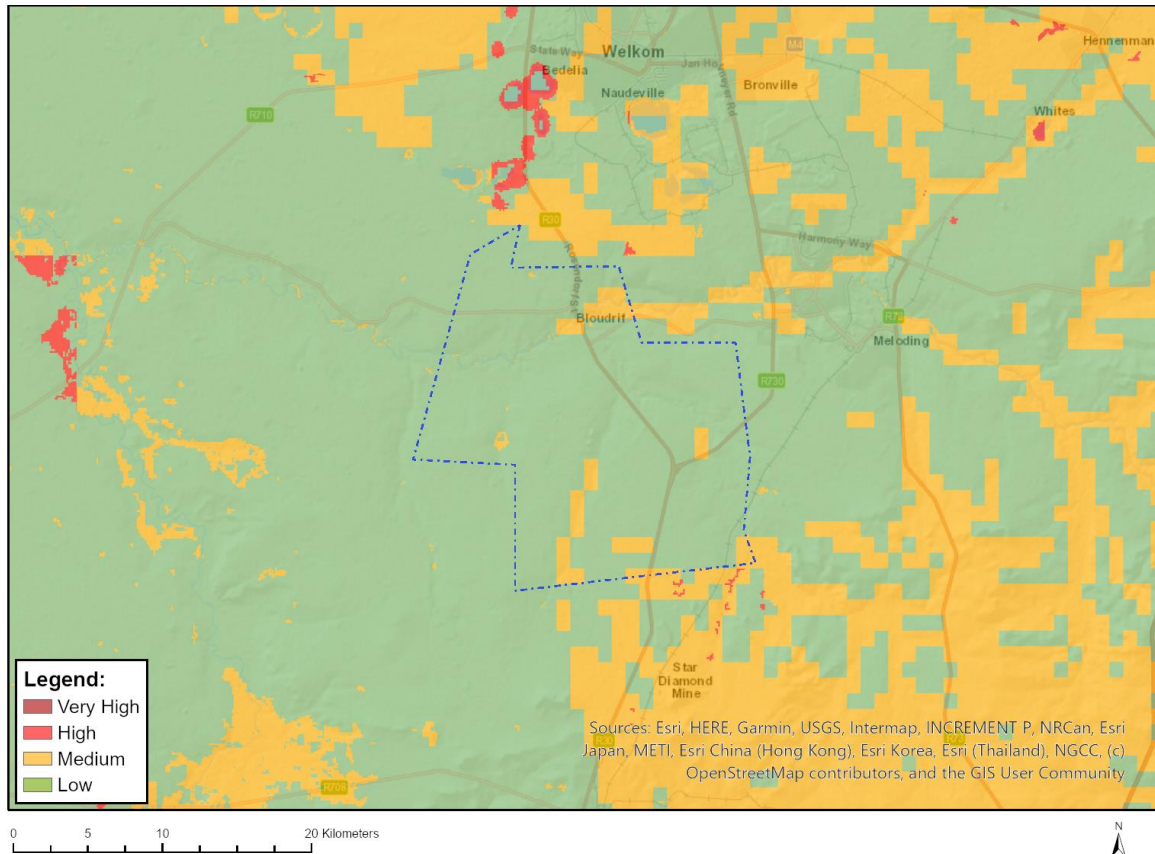 Welkom
Hennenman
State Way
M4
Bedelia
Jan Hofmeyer Rd
Naudeville
Bronville
R710
Whites
R30
Harmony Way
Bloudrif
R73
Meloding
R730
Star
Diamond
Mine
R30
R73
R708
Legend:
Very High
High
Medium
Low
Sources: Esri, HERE, Garmin, USGS, Intermap, INCREMENT P, NRCan, Esri
Japan, METI, Esri China (Hong Kong), Esri Korea, Esri (Thailand), NGCC, (c)
OpenStreetMap contributors, and the GIS User Community
0 5 10 20 Kilometers
N